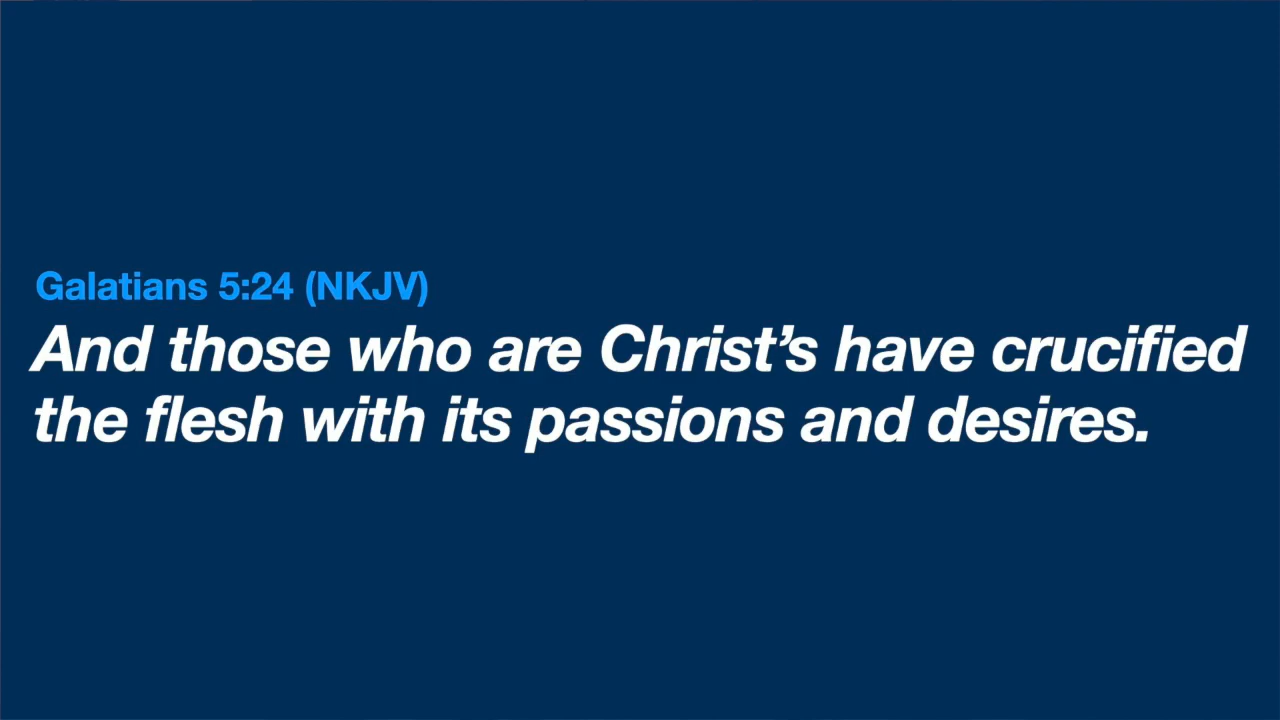 Galatians 5:24 (NKJV)
And those who are Christ’s have crucified
the flesh with its passions and desires.